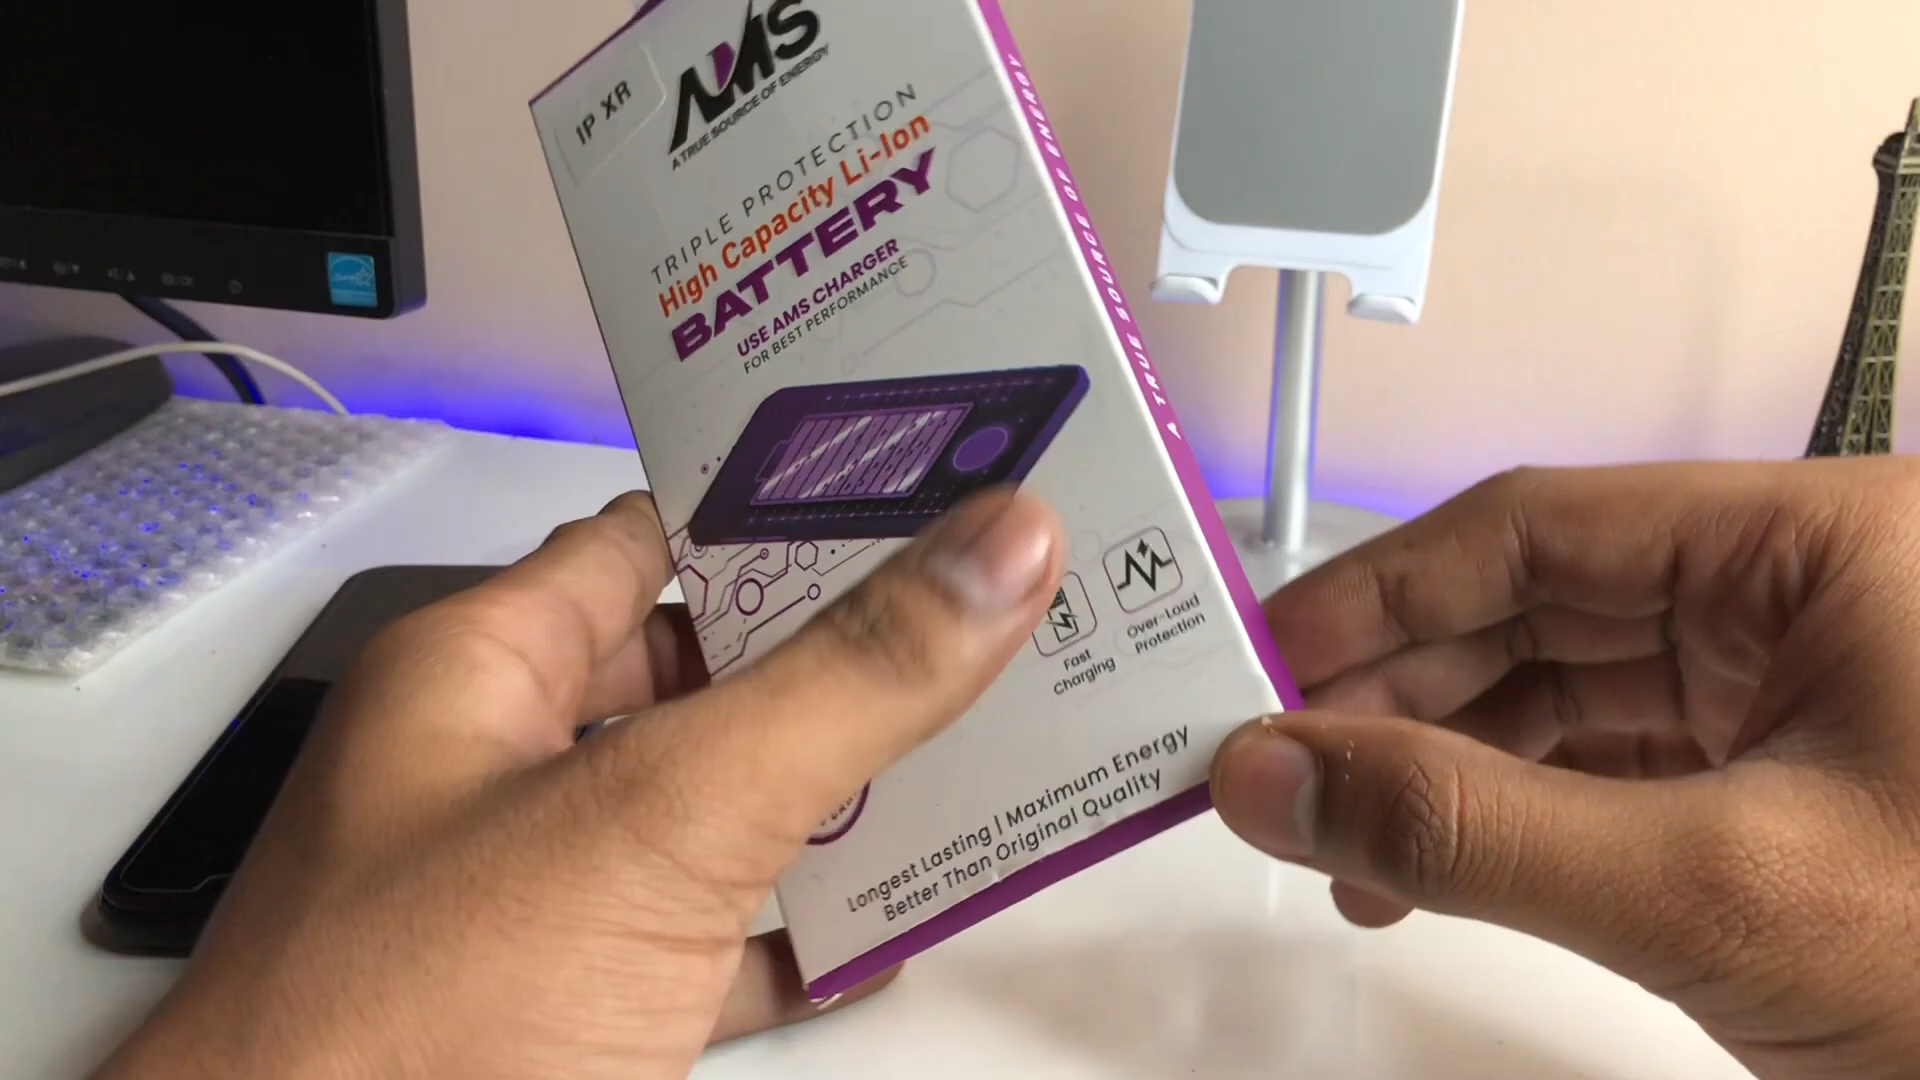 IP XR
AMS
A TRUE SOURCE OF ENERGY
TRIPLE PROTECTION
High Capacity Li-Ion
BATTERY
USE AMS CHARGER
FOR BEST PERFORMANCE
A TRUE SOURCE OF ENERGY
Fast
Charging
Over-Load
Protection
Longest Lasting | Maximum Energy
Better Than Original Quality